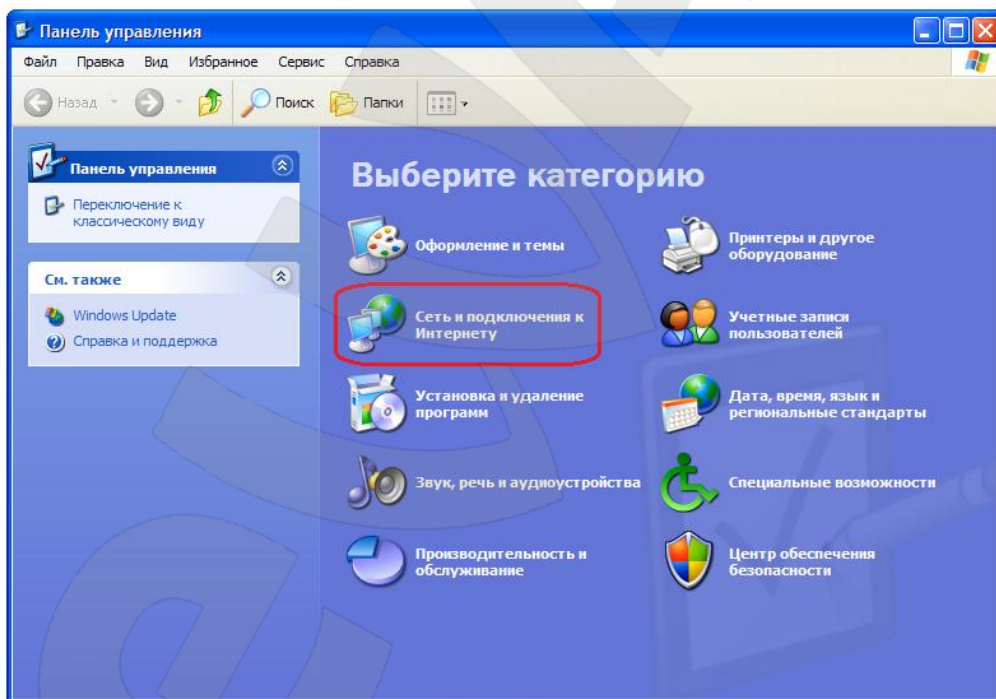 Панель управления
Файл Правка Вид Избранное Сервис Справка
Назад Поиск Папки
Панель управления
Переключение к
классическому виду
См. также
Windows Update
Справка и поддержка
Выберите категорию
Оформление и темы
Принтеры и другое
оборудование
Сеть и подключения к
Интернету
Учетные записи
пользователей
Установка и удаление
программ
Дата, время, язык и
региональные стандарты
Звук, речь и аудиоустройства
Специальные возможности
Производительность и
обслуживание
Центр обеспечения
безопасности